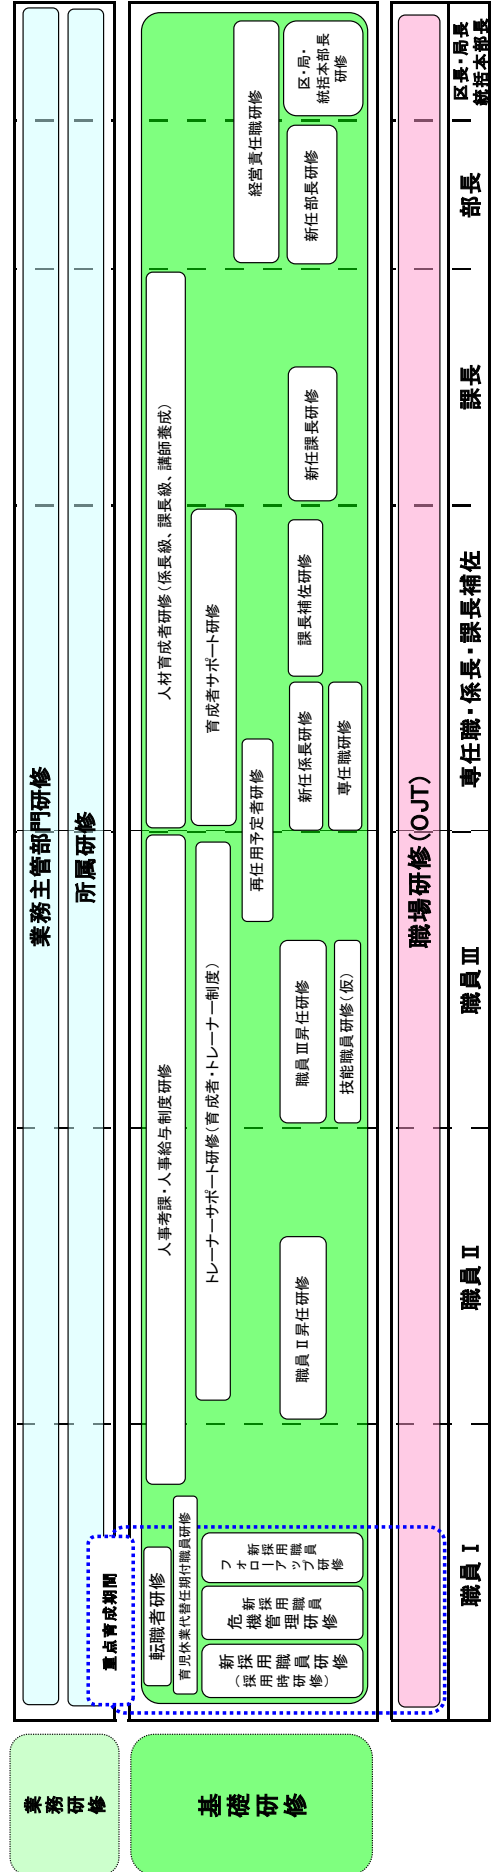 業務研修
業務主管部門研修
所属研修
基礎研修
重点育成期間
転職者研修
育児休業代替任期付職員研修
新採用職員研修
(採用時研修)
新採用職員
危機管理研修
新採用職員
フォローアップ研修
人事考課・人事給与制度研修
トレーナーサポート研修(育成者・トレーナー制度)
職員Ⅱ昇任研修
職員Ⅲ昇任研修
技能職員研修(仮)
再任用予定者研修
人材育成者研修(係長級、課長級、講師養成)
育成者サポート研修
新任係長研修
専任職研修
課長補佐研修
新任課長研修
経営責任職研修
新任部長研修
区・局・
統括本部長
研修
職場研修(OJT)
職員Ⅰ
職員Ⅱ
職員Ⅲ
専任職・係長・課長補佐
課長
部長
区長・局長
統括本部長